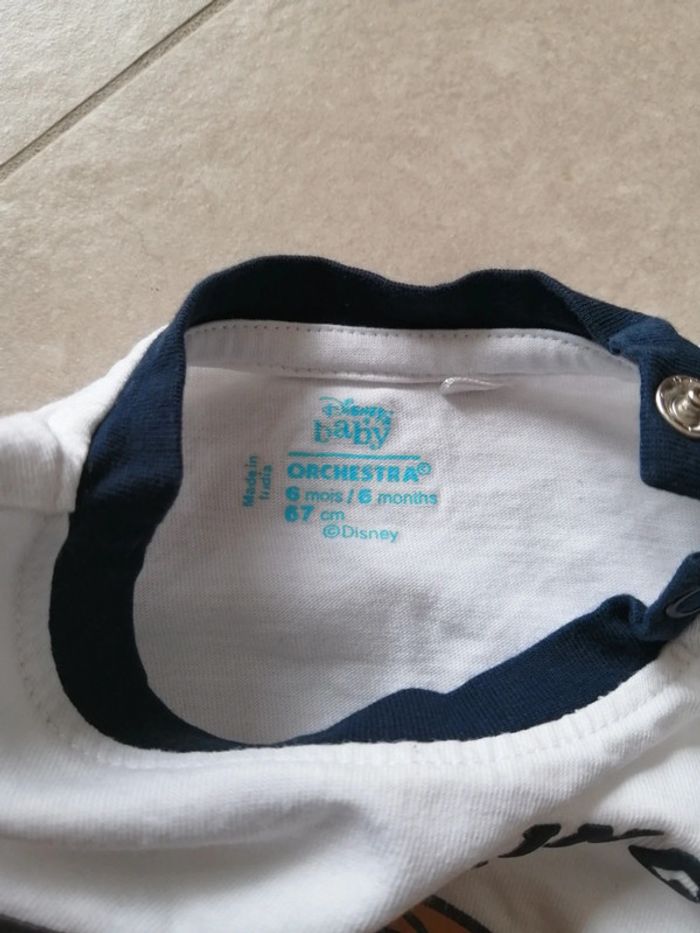 Disney
baby
ORCHESTRA©
6 mois / 6 months
67 cm
©Disney
Made in
India